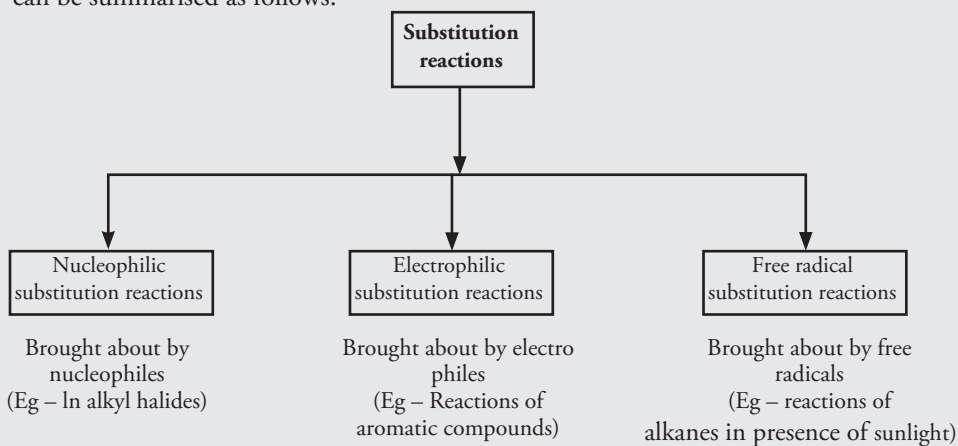 can be summarised as follows:
Substitution
reactions
Nucleophilic
substitution reactions
Electrophilic
substitution reactions
Free radical
substitution reactions
Brought about by
nucleophiles
(Eg – ln alkyl halides)
Brought about by electro
philes
(Eg – Reactions of
aromatic compounds)
Brought about by free
radicals
(Eg – reactions of
alkanes in presence of sunlight)